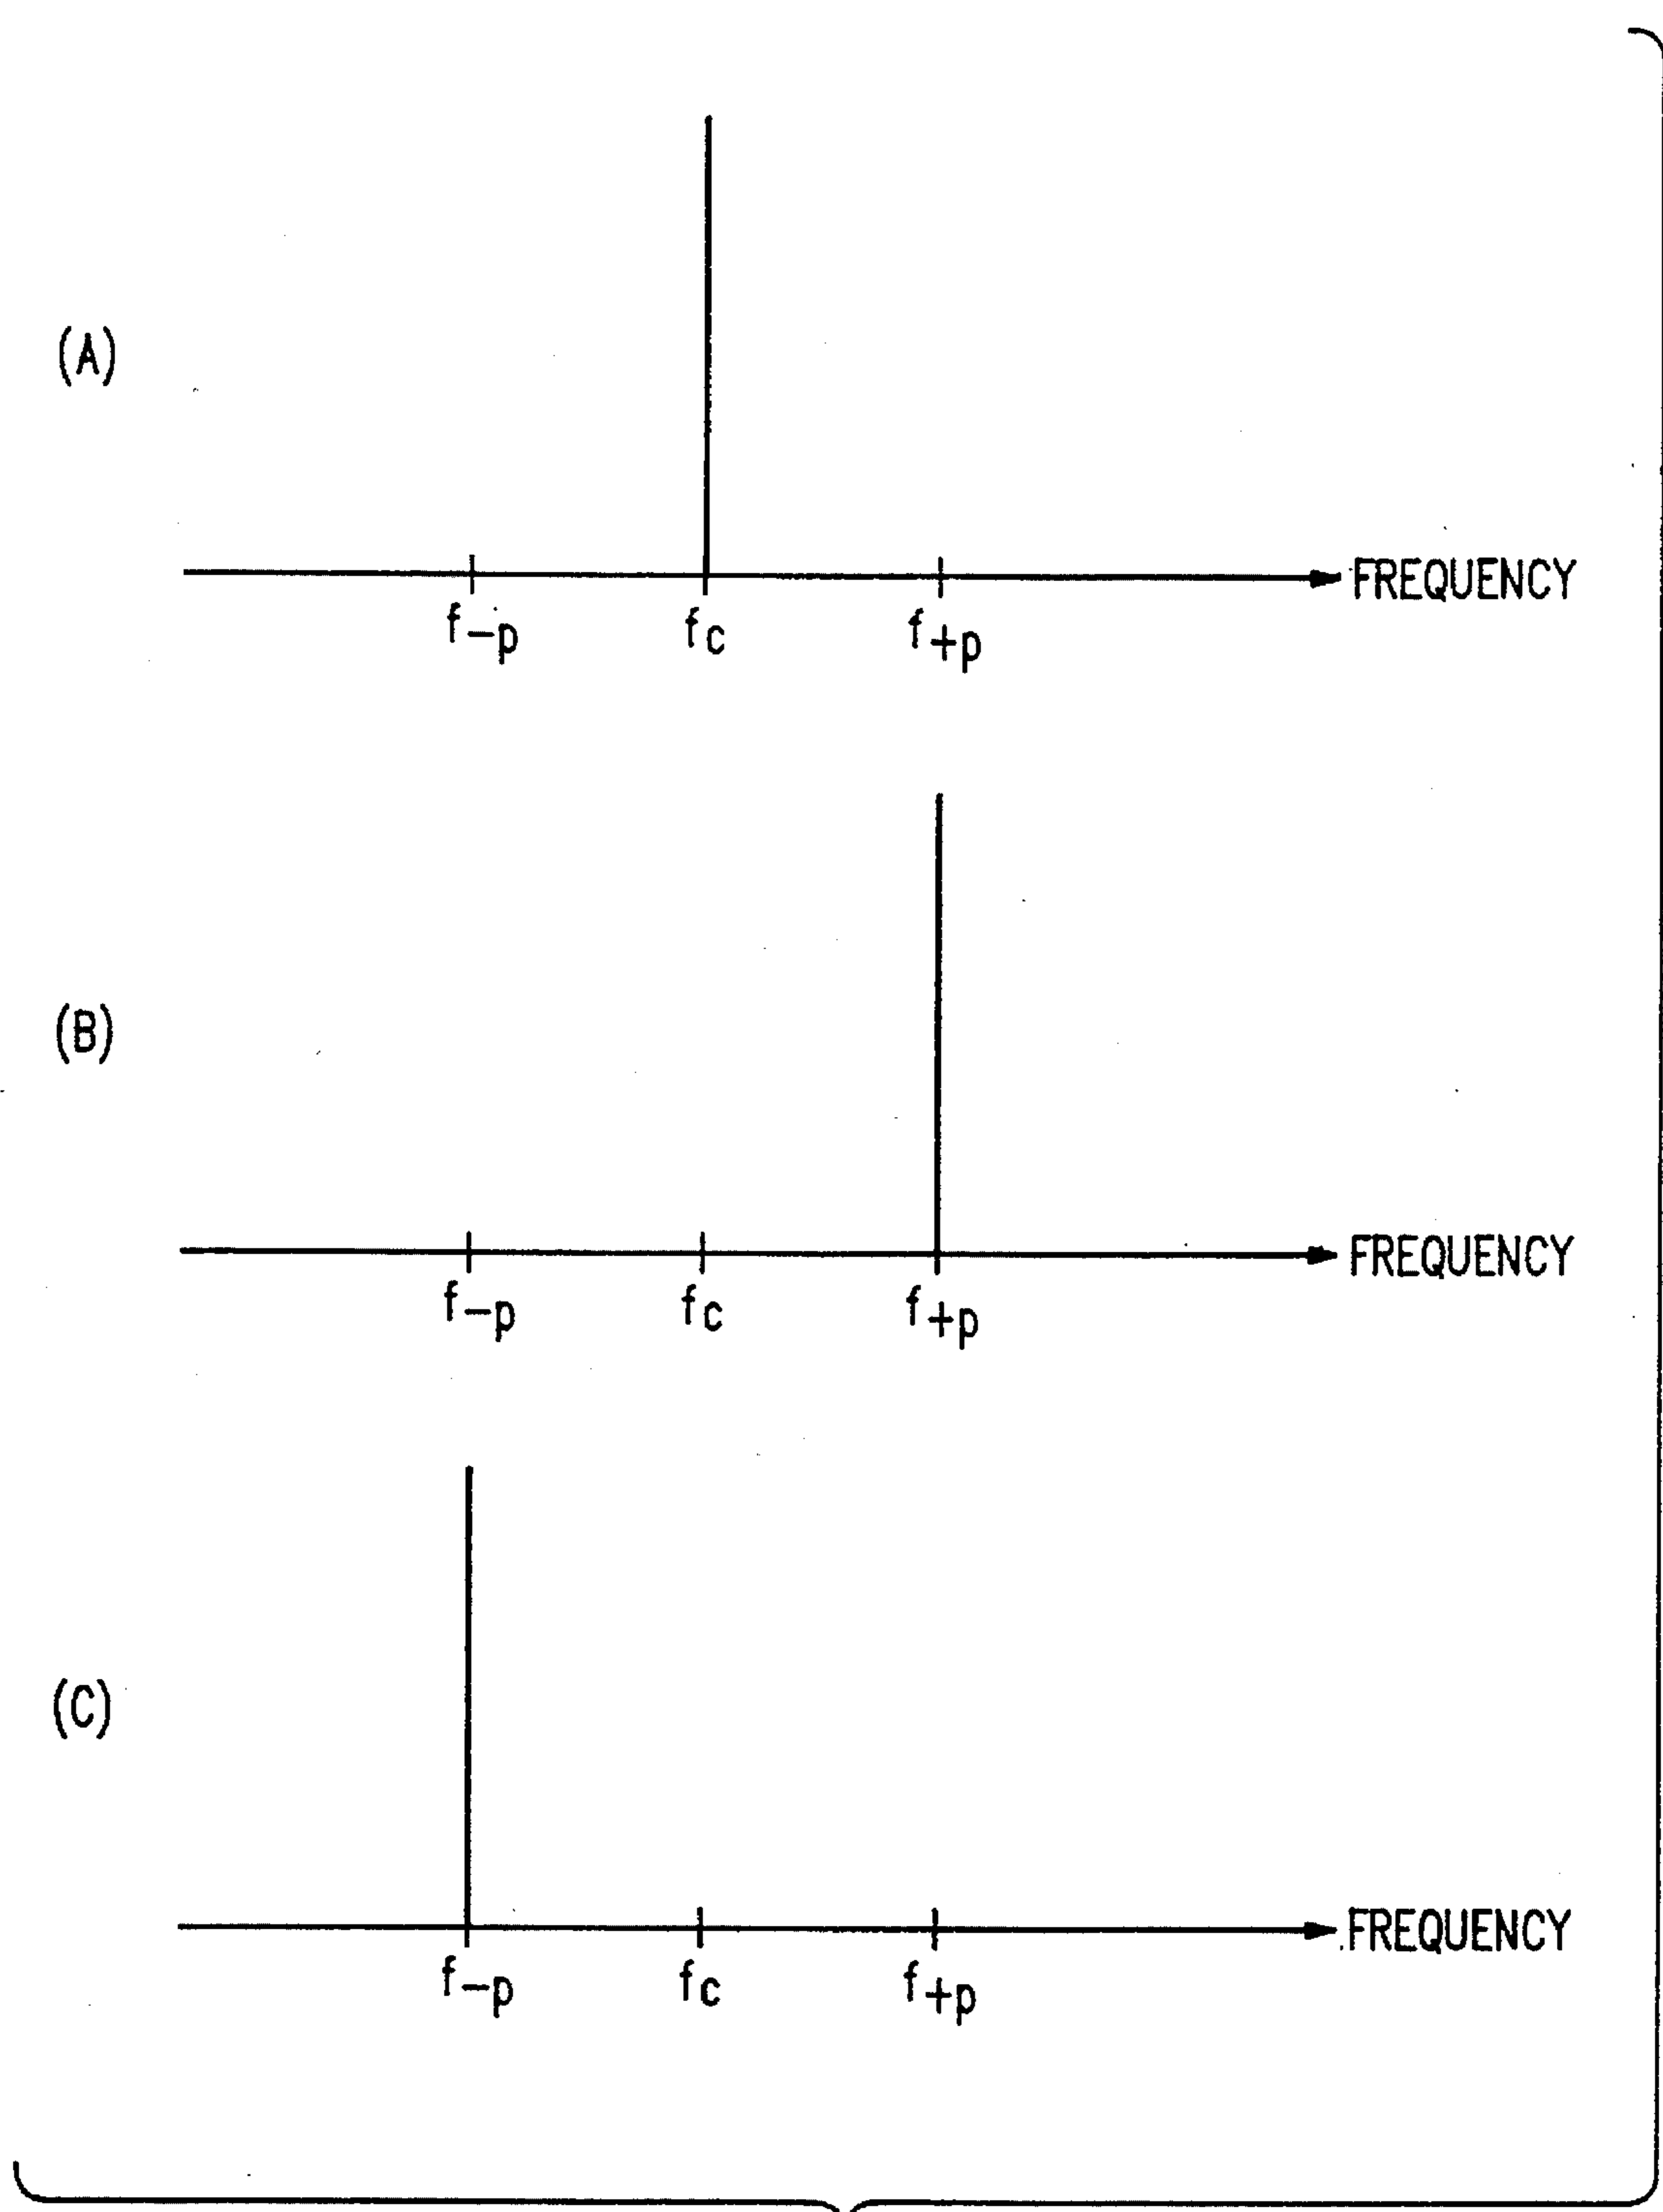 (A)
FREQUENCY
f-p fc f+p
(B)
FREQUENCY
f-p fc f+p
(C)
FREQUENCY
f-p fc f+p